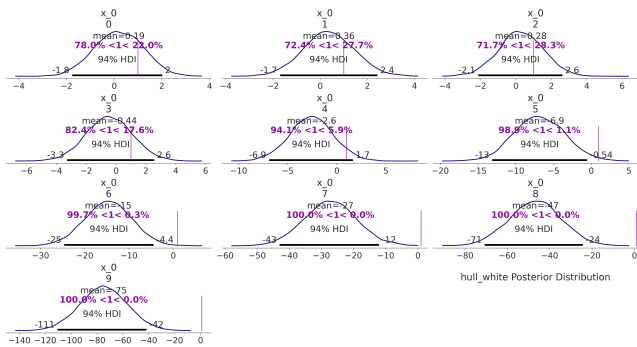 x_0 x_0 x_0
0 1 2
mean=0.19 mean=0.36 mean=0.28
78.0% <1< 22.0% 72.4% <1< 27.7% 71.7% <1< 28.3%
94% HDI 94% HDI 94% HDI
-1.8 2 -1.7 2.4 -2.1 2.6
−4 −2 0 2 4 −4 −2 0 2 4 −4 −2 0 2 4 6
x_0 x_0 x_0
3 4 5
mean=-0.44 mean=-2.6 mean=-6.9
82.4% <1< 17.6% 94.1% <1< 5.9% 98.9% <1< 1.1%
94% HDI 94% HDI 94% HDI
-3.3 2.6 -6.9 1.7 -13 -0.54
−6 −4 −2 0 2 4 6 −10 −5 0 5 −20 −15 −10 −5 0 5
x_0 x_0 x_0
6 7 8
mean=-15 mean=-27 mean=-47
99.7% <1< 0.3% 100.0% <1< 0.0% 100.0% <1< 0.0%
94% HDI 94% HDI 94% HDI
-25 -4.4 -43 -12 -71 -24
−30 −20 −10 0 −60 −50 −40 −30 −20 −10 0 −80 −60 −40 −20 0
x_0
9
hull_white Posterior Distribution
mean=-75
100.0% <1< 0.0%
94% HDI
-111 -42
−140 −120 −100 −80 −60 −40 −20 0